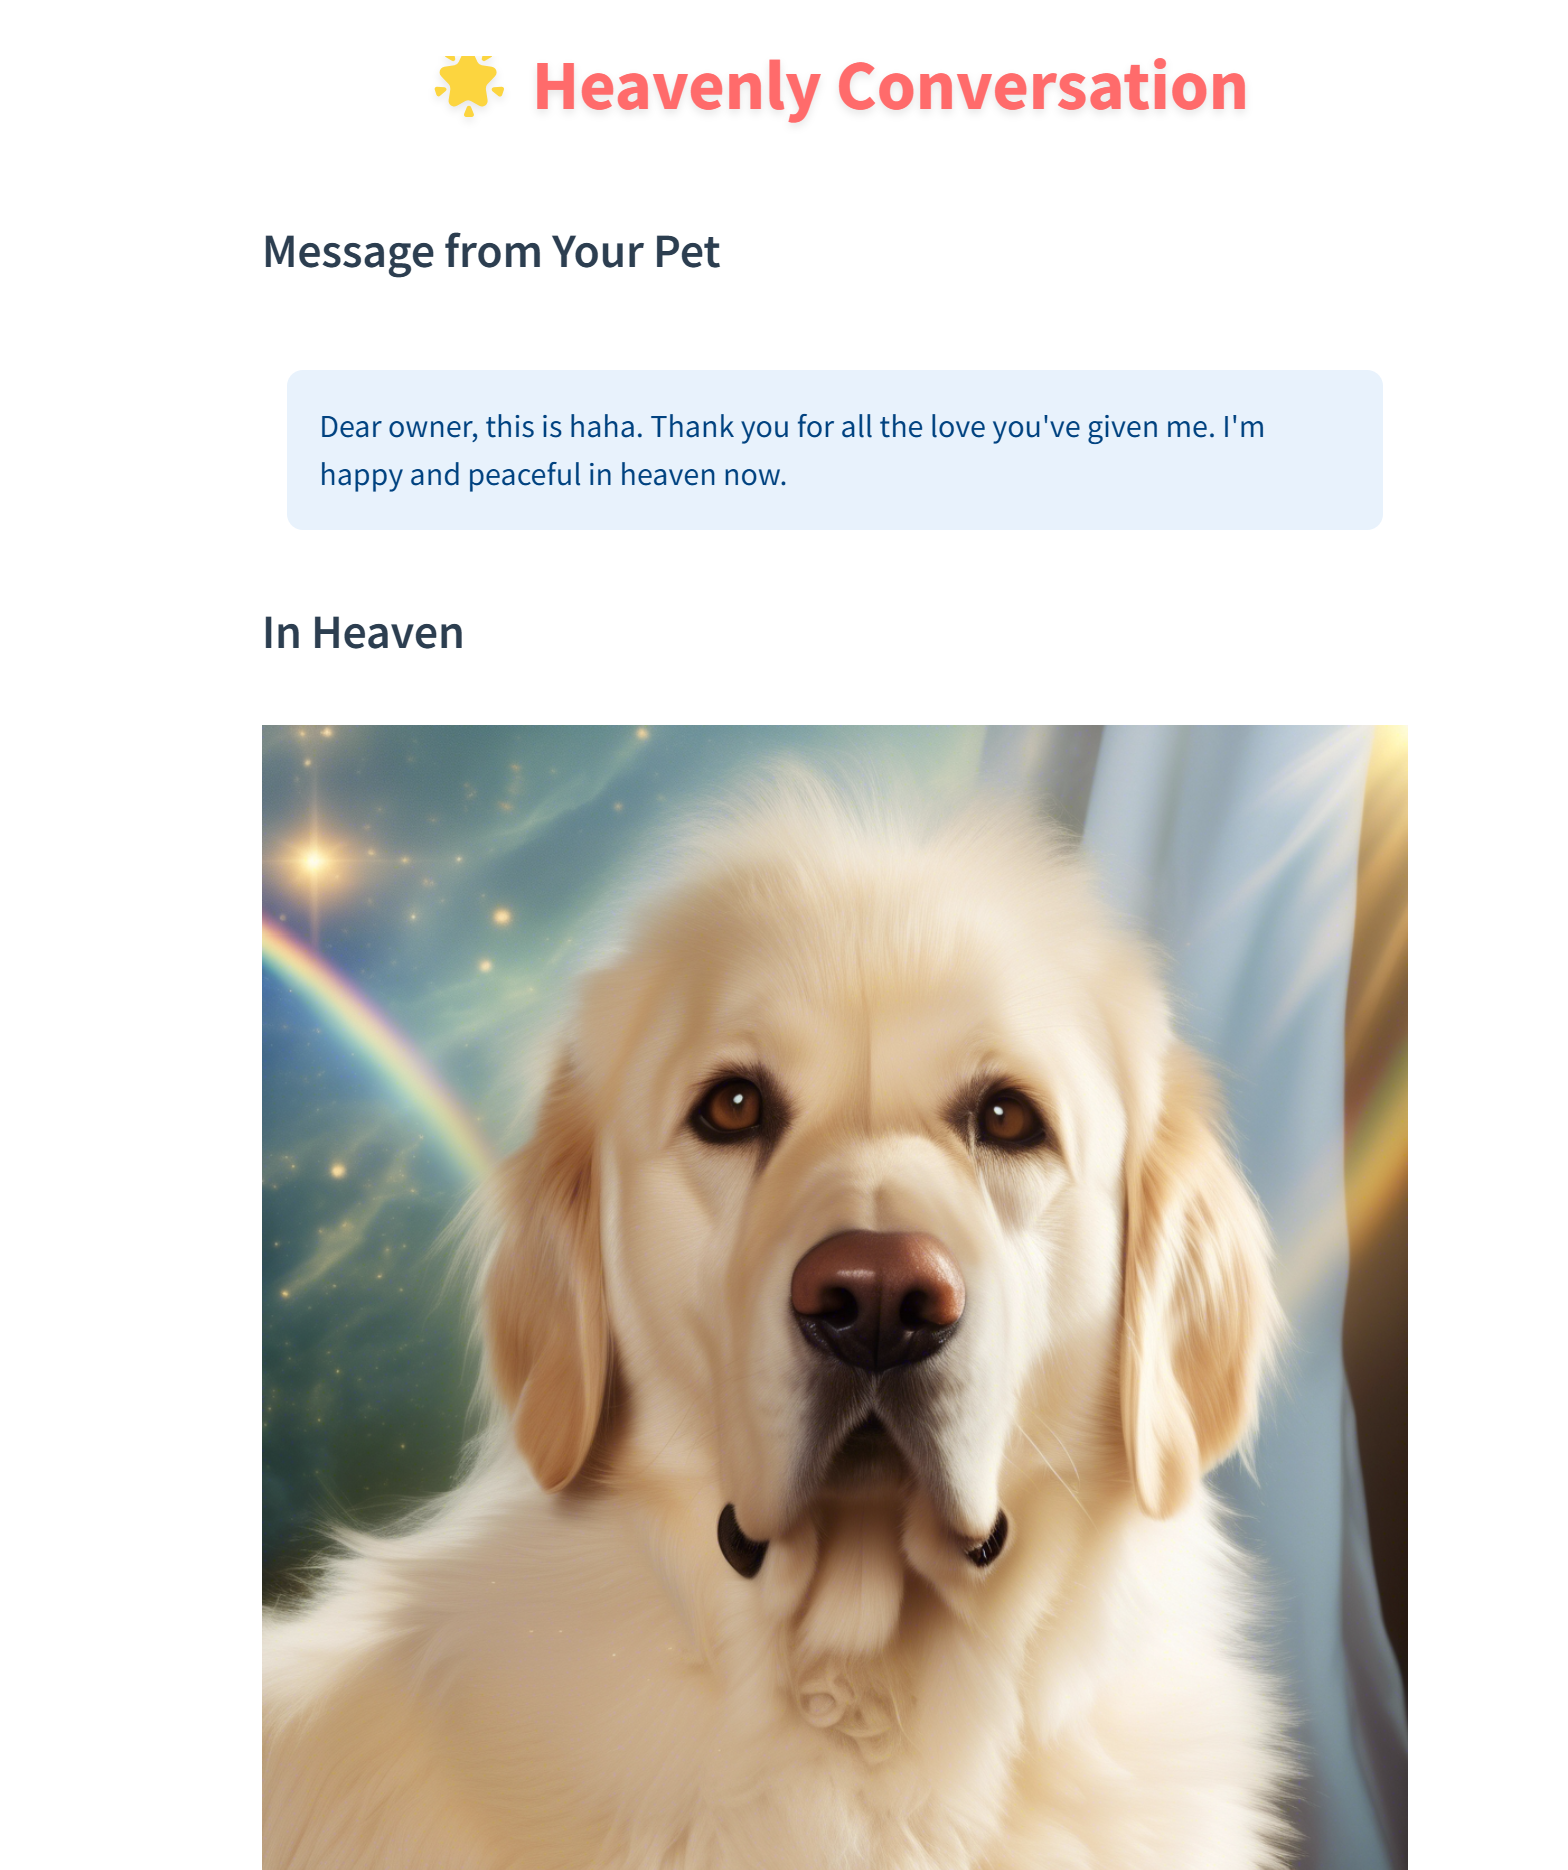 Heavenly Conversation
Message from Your Pet
Dear owner, this is haha. Thank you for all the love you've given me. I'm
happy and peaceful in heaven now.
In Heaven